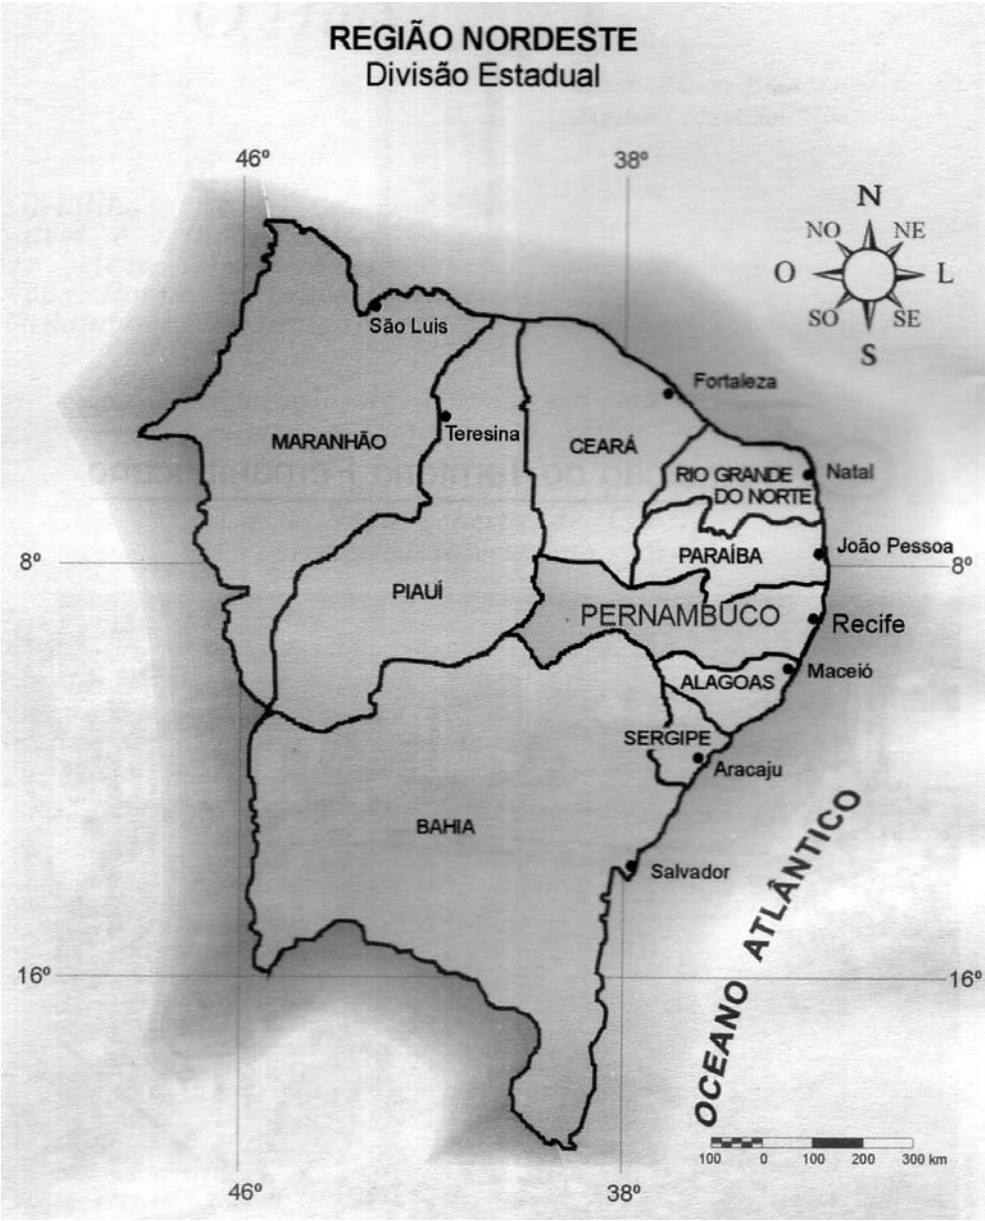 REGIÃO NORDESTE
Divisão Estadual
46º
38º
N
NO
NE
O
L
SO
SE
S
São Luis
Fortaleza
Teresina
MARANHÃO
CEARÁ
RIO GRANDE
DO NORTE
Natal
João Pessoa
PARAÍBA
8º
8º
PIAUÍ
PERNAMBUCO
Recife
Maceió
ALAGOAS
SERGIPE
Aracaju
BAHIA
Salvador
OCEANO ATLÂNTICO
16º
16º
100 0 100 200 300 km
46º
38º